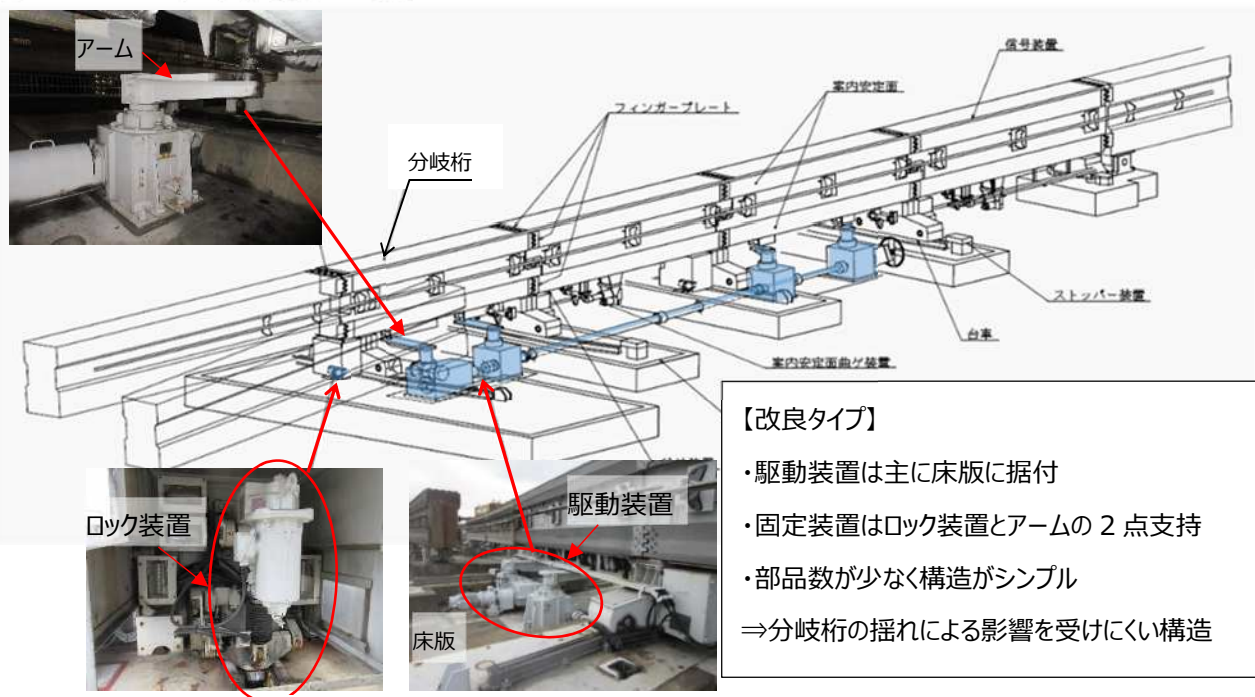 アーム
信号装置
案内安定面
フィンガープレート
分岐桁
ストッパー装置
台車
案内安定面曲ゲ装置
ロック装置
駆動装置
床版
【改良タイプ】
・駆動装置は主に床版に据付
・固定装置はロック装置とアームの 2 点支持
・部品数が少なく構造がシンプル
⇒分岐桁の揺れによる影響を受けにくい構造